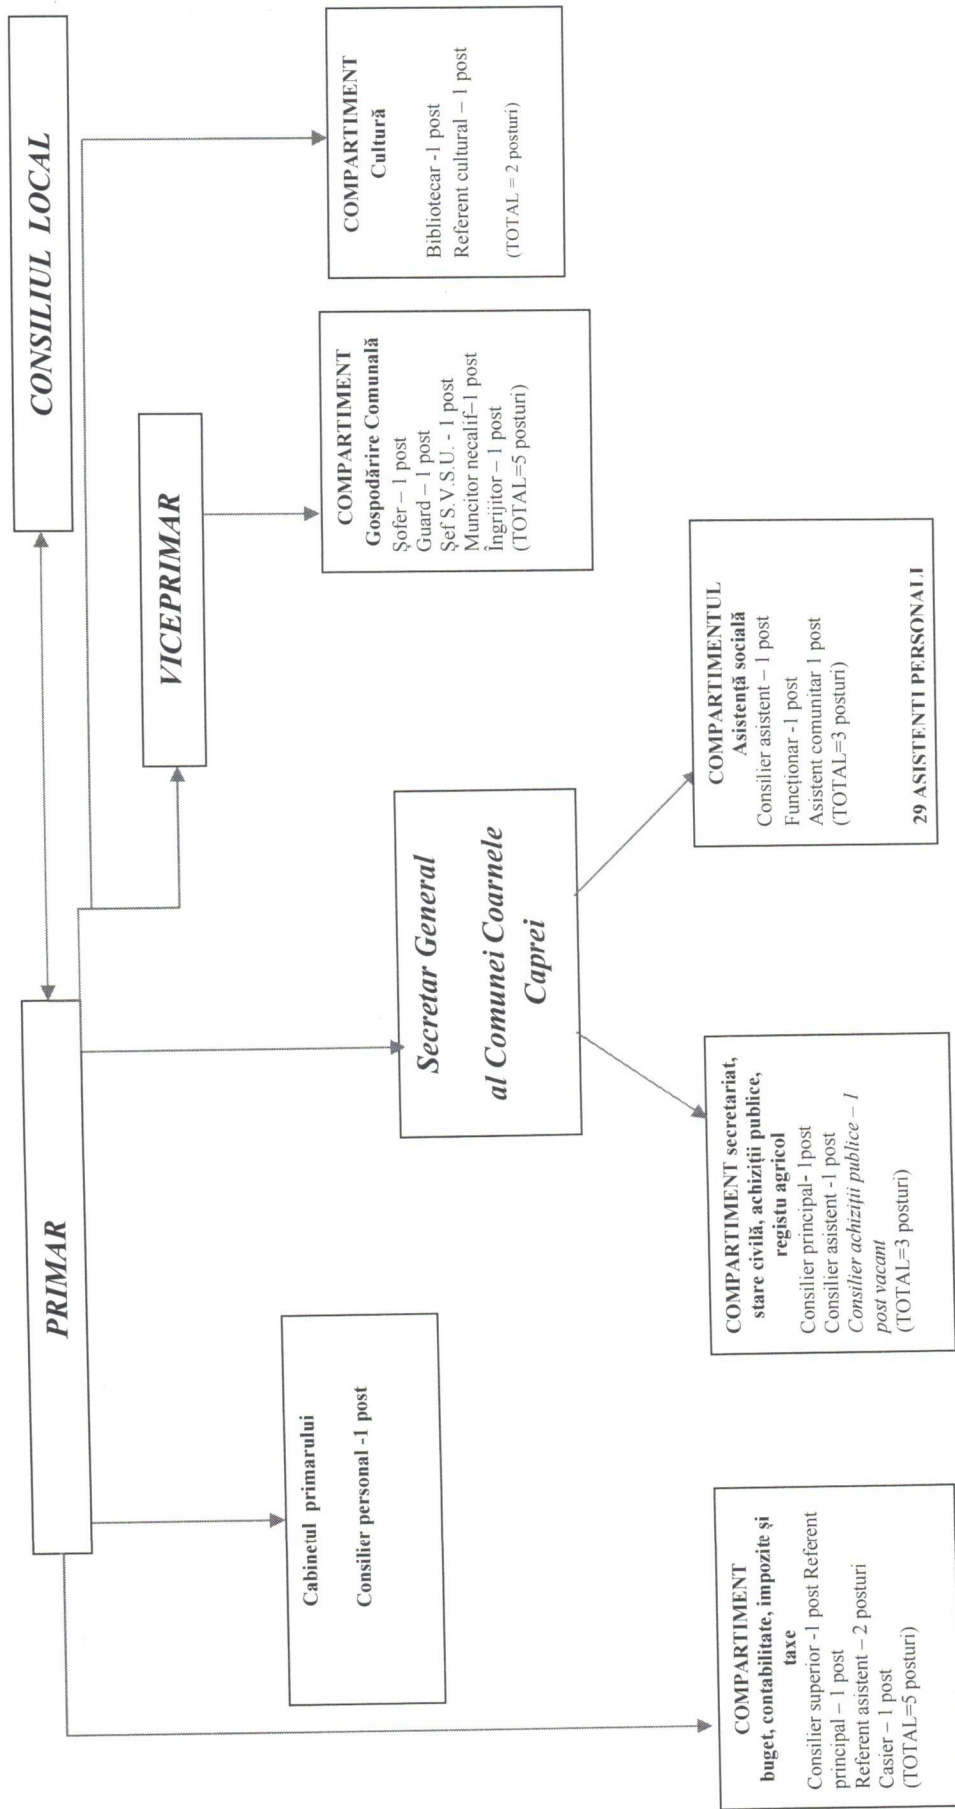 CONSILIUL LOCAL
PRIMAR
VICEPRIMAR
Cabinetul primarului
Consilier personal -1 post
Secretar General
al Comunei Coarnele
Caprei
COMPARTIMENT
Gospodărire Comunală
Șofer – 1 post
Guard – 1 post
Șef S.V.S.U. - 1 post
Muncitor necalif–1 post
Îngrijitor – 1 post
(TOTAL=5 posturi)
COMPARTIMENT
Cultură
Bibliotecar -1 post
Referent cultural – 1 post
(TOTAL = 2 posturi)
COMPARTIMENT
buget, contabilitate, impozite și
taxe
Consilier superior -1 post Referent
principal – 1 post
Referent asistent – 2 posturi
Casier – 1 post
(TOTAL=5 posturi)
COMPARTIMENT secretariat,
stare civilă, achiziții publice,
registu agricol
Consilier principal- 1post
Consilier asistent -1 post
Consilier achiziții publice – 1
post vacant
(TOTAL=3 posturi)
COMPARTIMENTUL
Asistență socială
Consilier asistent – 1 post
Funcționar -1 post
Asistent comunitar 1 post
(TOTAL=3 posturi)
29 ASISTENTI PERSONALI